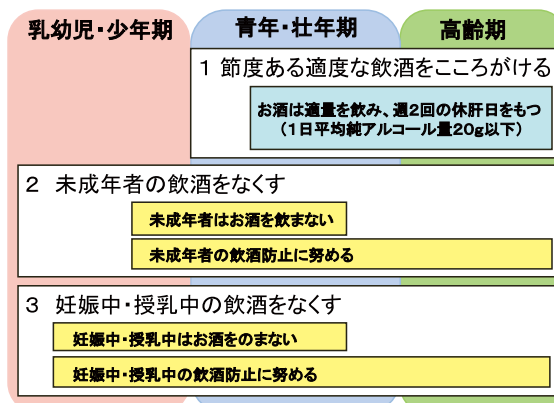 乳幼児・少年期
青年・壮年期
高齢期
1 節度ある適度な飲酒をこころがける
お酒は適量を飲み、週2回の休肝日をもつ
(1日平均純アルコール量20g以下)
2 未成年者の飲酒をなくす
未成年者はお酒を飲まない
未成年者の飲酒防止に努める
3 妊娠中・授乳中の飲酒をなくす
妊娠中・授乳中はお酒をのまない
妊娠中・授乳中の飲酒防止に努める